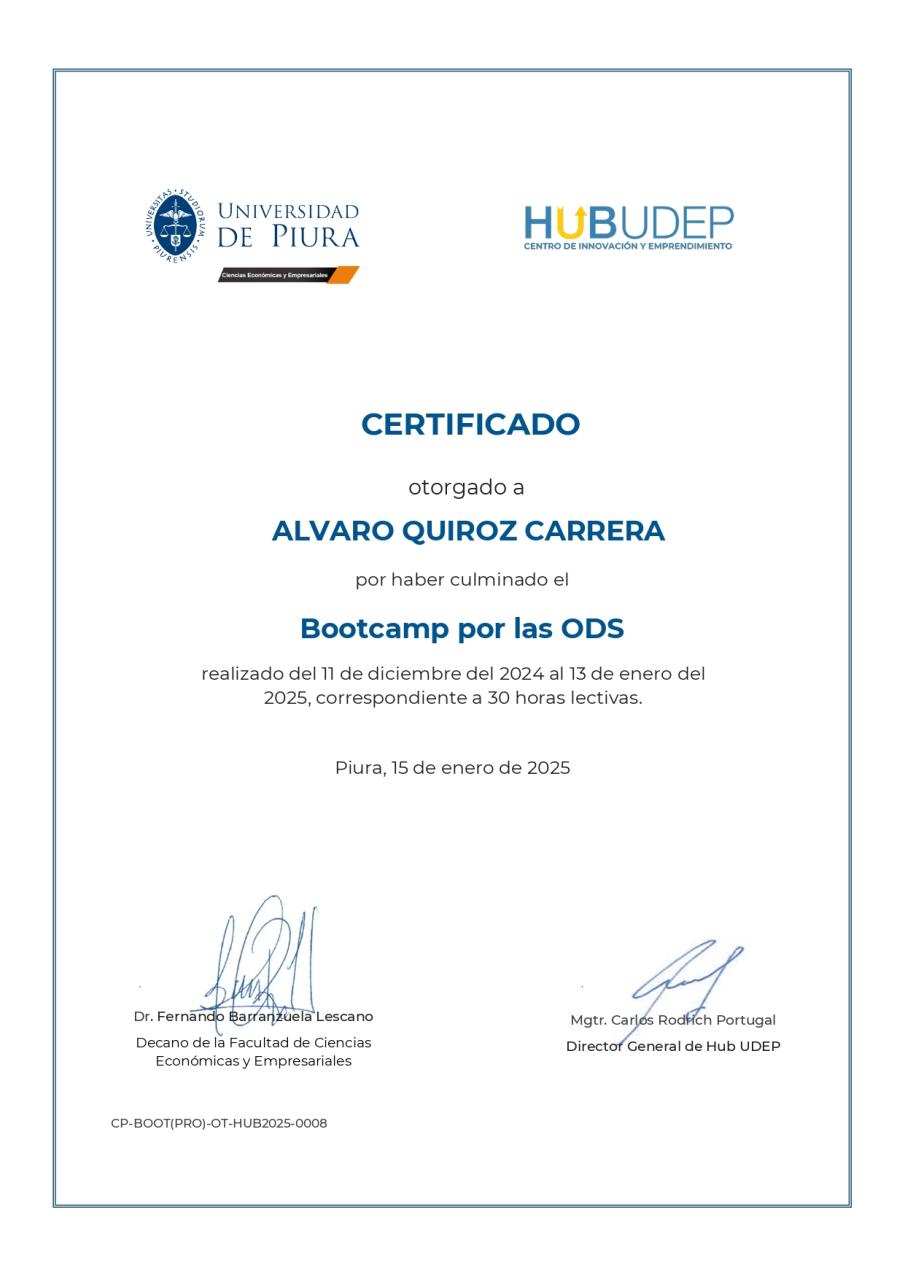 UNIVERSITAS • STUDIORUM • PIURENSIS •
UNIVERSIDAD
DE PIURA
Ciencias Económicas y Empresariales
HUBUDEP
CENTRO DE INNOVACIÓN Y EMPRENDIMIENTO
CERTIFICADO
otorgado a
ALVARO QUIROZ CARRERA
por haber culminado el
Bootcamp por las ODS
realizado del 11 de diciembre del 2024 al 13 de enero del
2025, correspondiente a 30 horas lectivas.
Piura, 15 de enero de 2025
Dr. Fernando Barranzuela Lescano
Decano de la Facultad de Ciencias
Económicas y Empresariales
Mgtr. Carlos Rodrich Portugal
Director General de Hub UDEP
CP-BOOT(PRO)-OT-HUB2025-0008